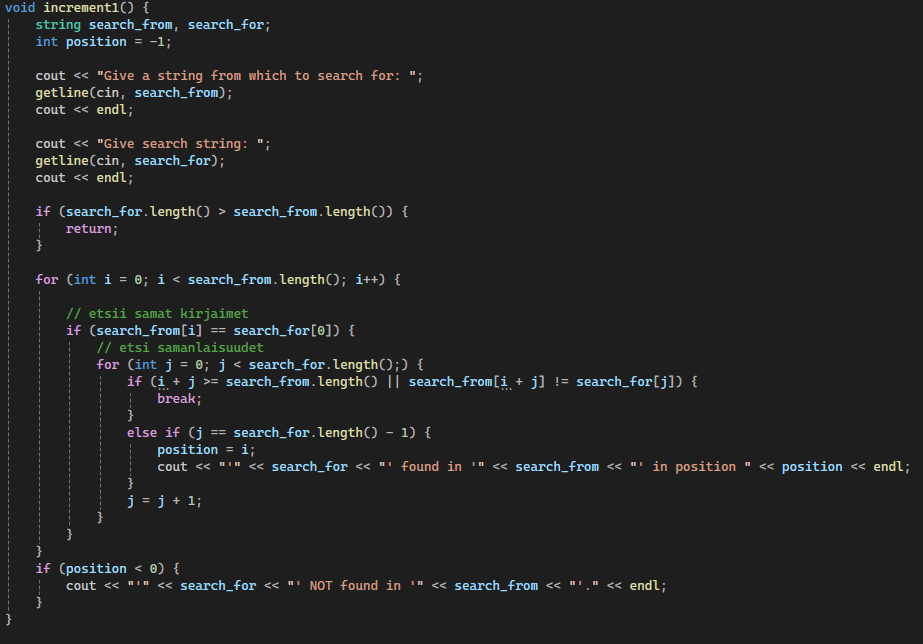 void increment1() {
    string search_from, search_for;
    int position = -1;

    cout << "Give a string from which to search for: ";
    getline(cin, search_from);
    cout << endl;

    cout << "Give search string: ";
    getline(cin, search_for);
    cout << endl;

    if (search_for.length() > search_from.length()) {
        return;
    }

    for (int i = 0; i < search_from.length(); i++) {

        // etsii samat kirjaimet
        if (search_from[i] == search_for[0]) {
            // etsi samanlaisuudet
            for (int j = 0; j < search_for.length();) {
                if (i + j >= search_from.length() || search_from[i + j] != search_for[j]) {
                    break;
                }
                else if (j == search_for.length() - 1) {
                    position = i;
                    cout << "'" << search_for << "' found in '" << search_from << "' in position " << position << endl;
                }
                j = j + 1;
            }
        }
    }
    if (position < 0) {
        cout << "'" << search_for << "' NOT found in '" << search_from << "'." << endl;
    }
}